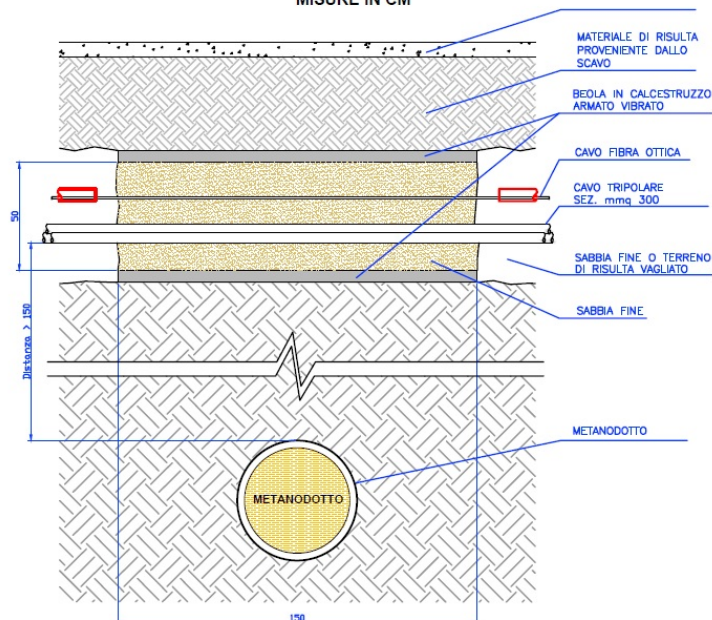 MISURE IN CM
MATERIALE DI RISULTA
PROVENIENTE DALLO
SCAVO
BEOLA IN CALCESTRUZZO
ARMATO VIBRATO
CAVO FIBRA OTTICA
CAVO TRIPOLARE
SEZ. mmq 300
50
SABBIA FINE O TERRENO
DI RISULTA VAGLIATO
SABBIA FINE
Distanza > 150
METANODOTTO
METANODOTTO
150